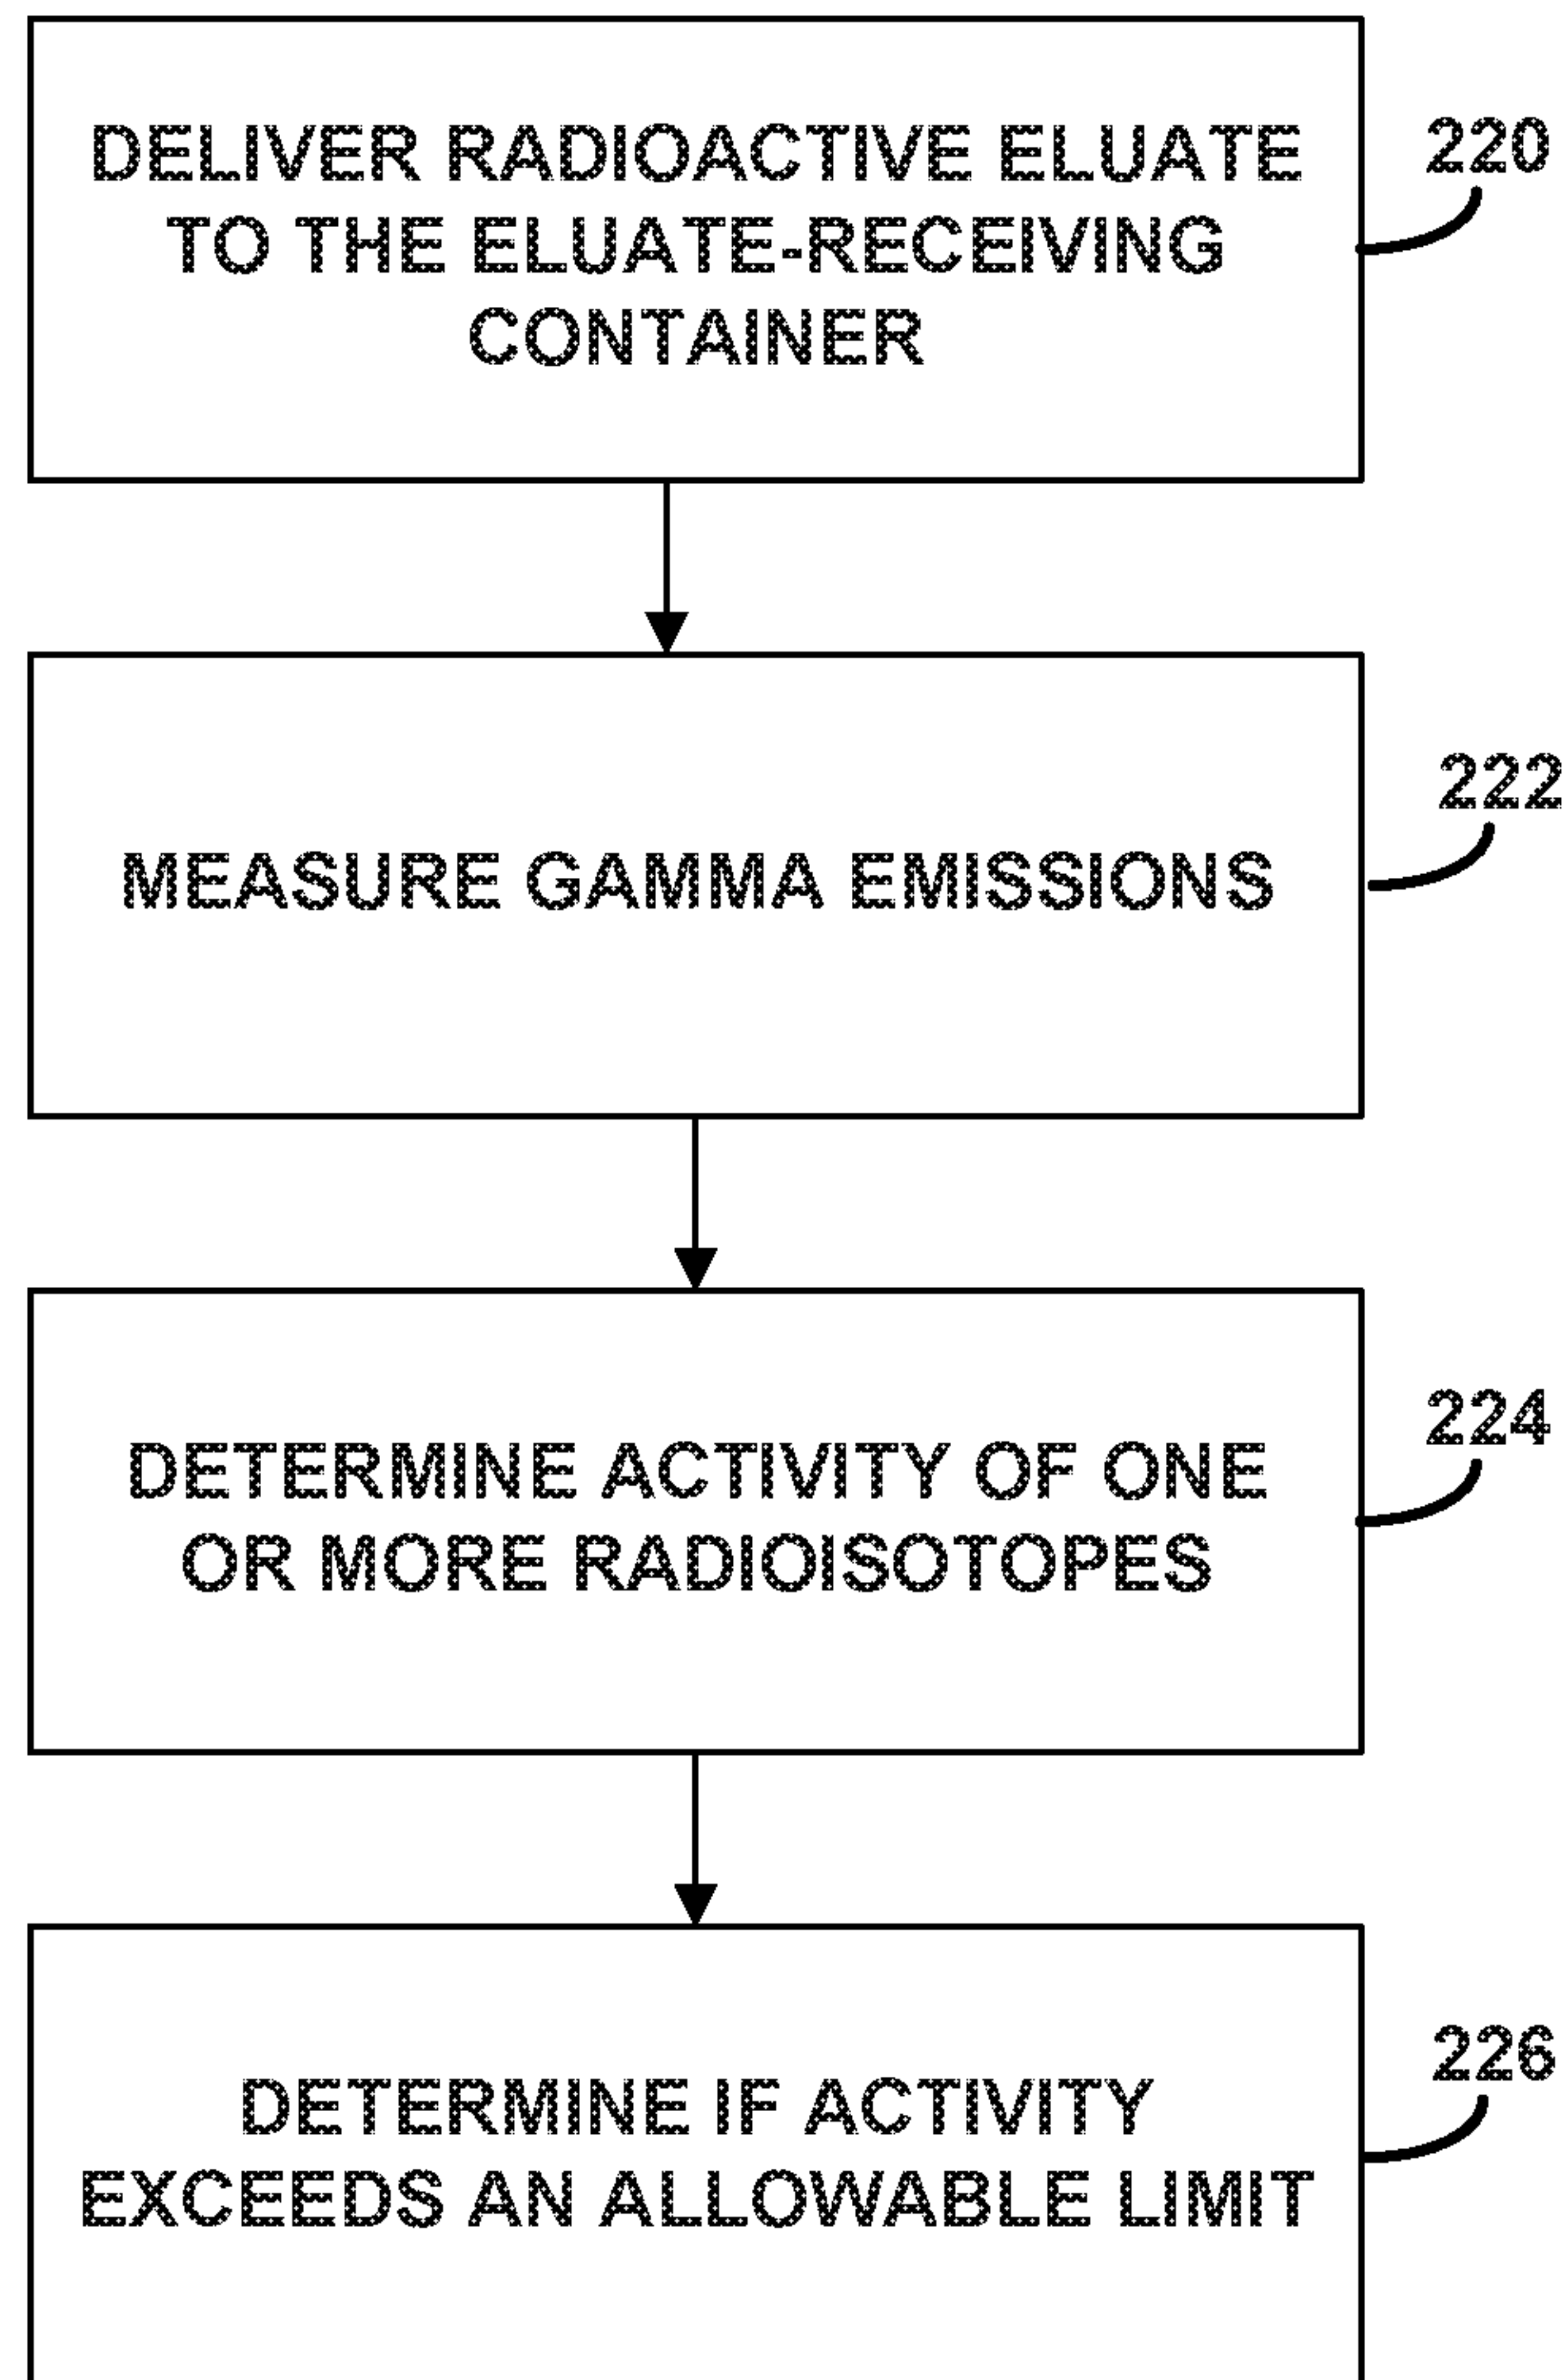 DELIVER RADIOACTIVE ELUATE
TO THE ELUATE-RECEIVING
CONTAINER
220
MEASURE GAMMA EMISSIONS
222
DETERMINE ACTIVITY OF ONE
OR MORE RADIOISOTOPES
224
DETERMINE IF ACTIVITY
EXCEEDS AN ALLOWABLE LIMIT
226